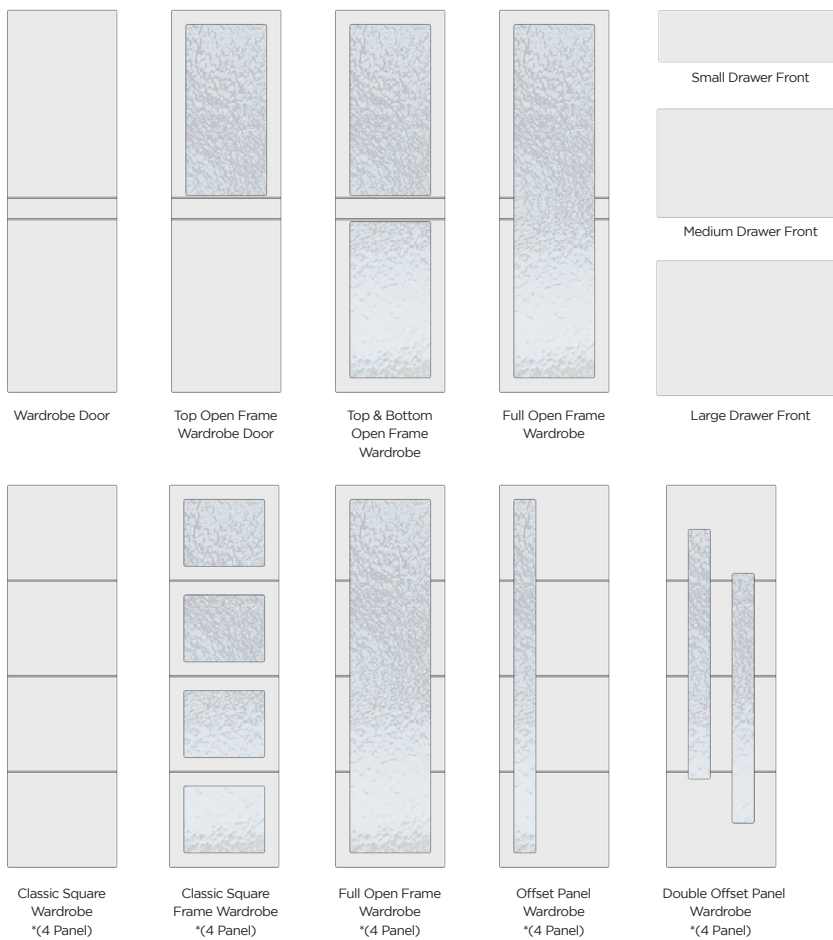 Small Drawer Front
Medium Drawer Front
Wardrobe Door
Top Open Frame
Wardrobe Door
Top & Bottom
Open Frame
Wardrobe
Full Open Frame
Wardrobe
Large Drawer Front
Classic Square
Wardrobe
*(4 Panel)
Classic Square
Frame Wardrobe
*(4 Panel)
Full Open Frame
Wardrobe
*(4 Panel)
Offset Panel
Wardrobe
*(4 Panel)
Double Offset Panel
Wardrobe
*(4 Panel)